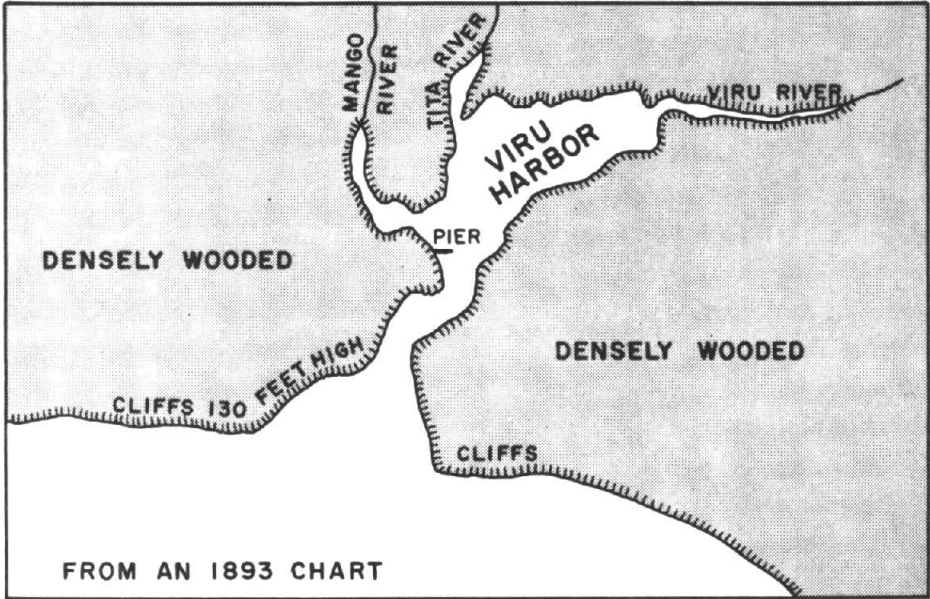 MANGO
RIVER
TITA RIVER
VIRU RIVER
VIRU
HARBOR
PIER
DENSELY WOODED
DENSELY WOODED
CLIFFS 130 FEET HIGH
CLIFFS
FROM AN 1893 CHART